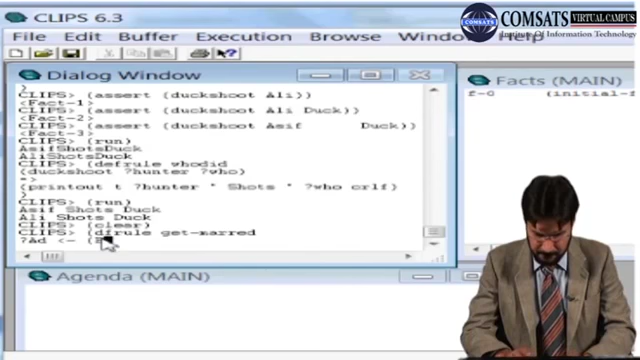 CLIPS 6.3
COMSATS VIRTUAL CAMPUS
Institute Of Information Technology
File Edit Buffer Execution Browse Window Help
Dialog Window
)
CLIPS> (assert (duckshoot Ali))
<Fact-1>
CLIPS> (assert (duckshoot Ali Duck))
<Fact-2>
CLIPS> (assert (duckshoot Asif Duck))
<Fact-3>
CLIPS> (run)
AsifShotsDuck
AliShotsDuck
CLIPS> (defrule whodid
(duckshoot ?hunter ?who)
=>
(printout t ?hunter " Shots " ?who crlf)
)
CLIPS> (run)
Asif Shots Duck
Ali Shots Duck
CLIPS> (clear)
CLIPS> (dfrule get-marred
?Ad <- (
Facts (MAIN)
f-0 (initial-f
Agenda (MAIN)